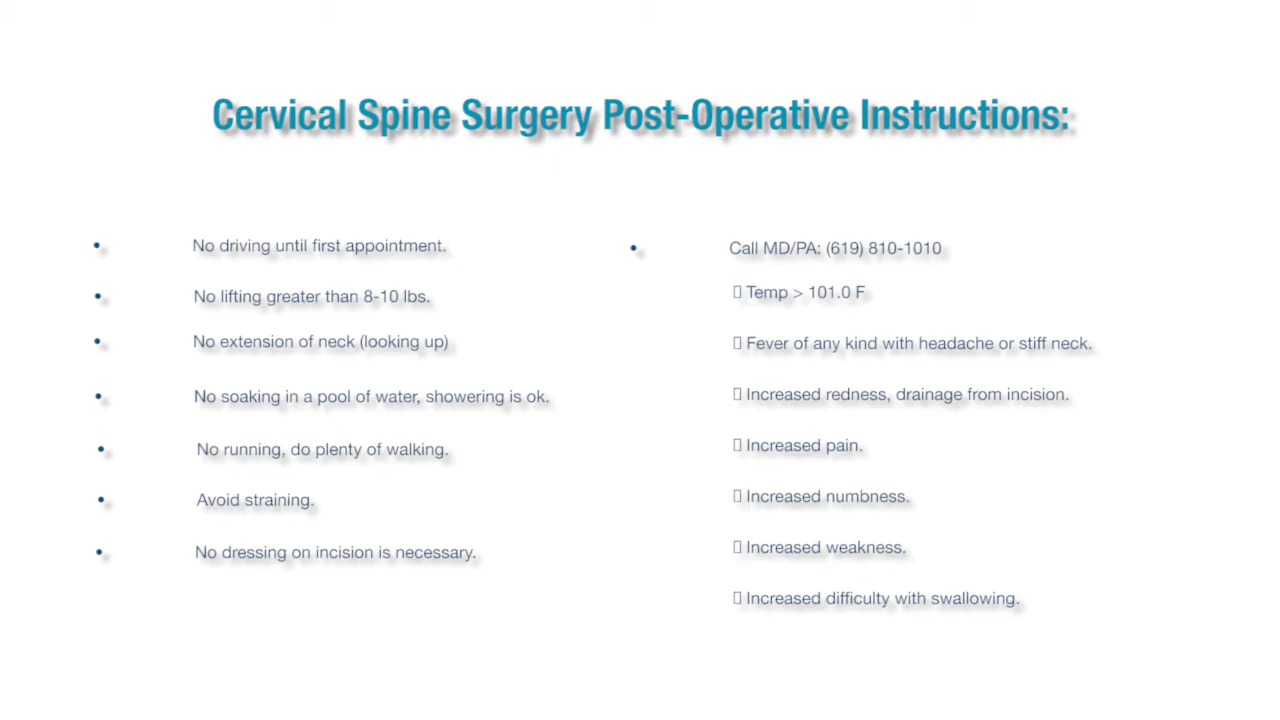 Cervical Spine Surgery Post-Operative Instructions:
• No driving until first appointment.
• No lifting greater than 8-10 lbs.
• No extension of neck (looking up)
• No soaking in a pool of water, showering is ok.
• No running, do plenty of walking.
• Avoid straining.
• No dressing on incision is necessary.
• Call MD/PA: (619) 810-1010
▯ Temp > 101.0 F
▯ Fever of any kind with headache or stiff neck.
▯ Increased redness, drainage from incision.
▯ Increased pain.
▯ Increased numbness.
▯ Increased weakness.
▯ Increased difficulty with swallowing.